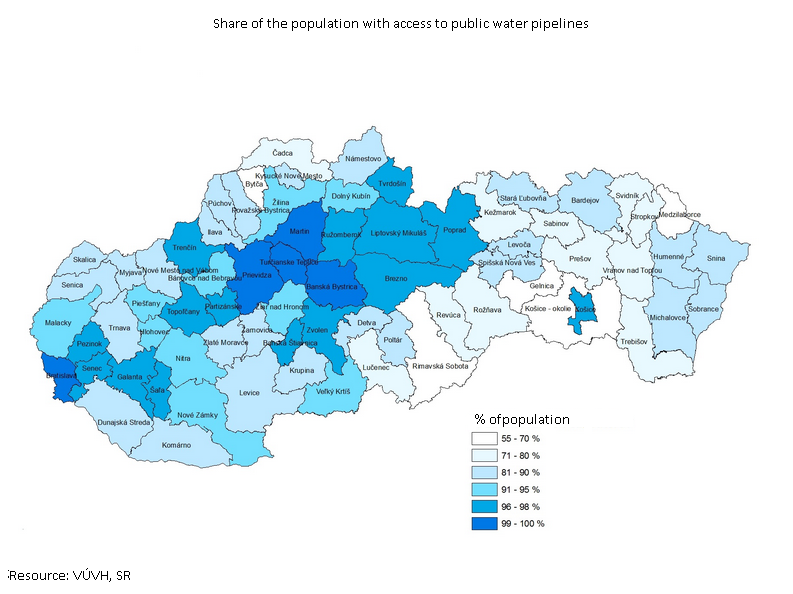 Share of the population with access to public water pipelines
Čadca
Námestovo
Kysucké Nové Mesto
Bytča
Tvrdošín
Púchov
Považská Bystrica
Žilina
Dolný Kubín
Stará Ľubovňa
Bardejov
Svidník
Stropkov
Medzilaborce
Kežmarok
Sabinov
Ilava
Martin
Ružomberok
Liptovský Mikuláš
Poprad
Levoča
Trenčín
Turčianske Teplice
Spišská Nová Ves
Prešov
Humenné
Snina
Skalica
Myjava
Nové Mesto nad Váhom
Bánovce nad Bebravou
Prievidza
Banská Bystrica
Brezno
Vranov nad Topľou
Senica
Gelnica
Piešťany
Topoľčany
Partizánske
Žiar nad Hronom
Košice - okolie
Košice
Sobrance
Malacky
Trnava
Hlohovec
Žarnovica
Zvolen
Detva
Revúca
Rožňava
Michalovce
Pezinok
Zlaté Moravce
Banská Štiavnica
Poltár
Trebišov
Nitra
Bratislava
Senec
Galanta
Krupina
Lučenec
Rimavská Sobota
Šaľa
Levice
Veľký Krtíš
Nové Zámky
Dunajská Streda
Komárno
% ofpopulation
55 - 70 %
71 - 80 %
81 - 90 %
91 - 95 %
96 - 98 %
99 - 100 %
Resource: VÚVH, SR